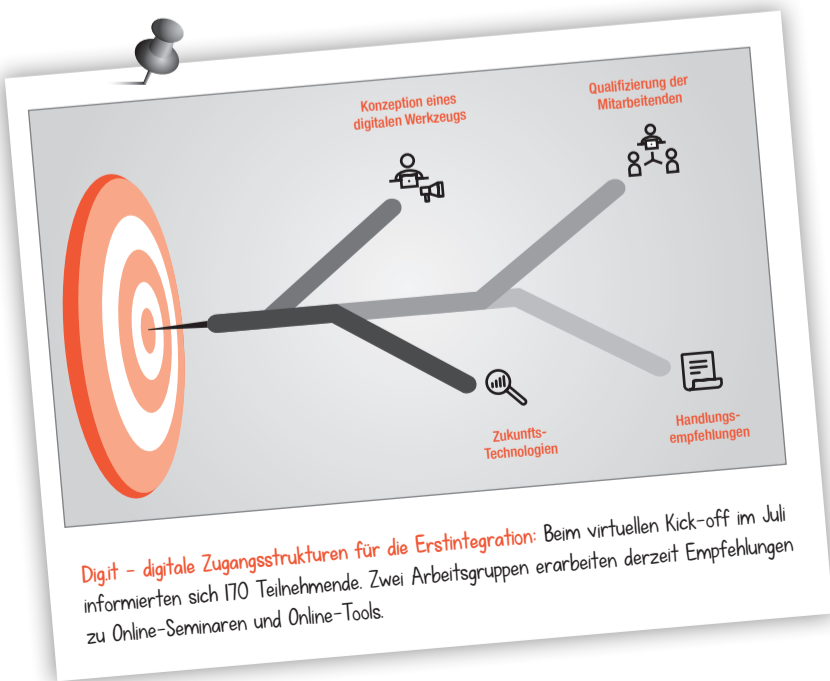 Konzeption eines
digitalen Werkzeugs
Qualifizierung der
Mitarbeitenden
Zukunfts-
Technologien
Handlungs-
empfehlungen
Dig.it - digitale Zugangsstrukturen für die Erstintegration: Beim virtuellen Kick-off im Juli
informierten sich 170 Teilnehmende. Zwei Arbeitsgruppen erarbeiten derzeit Empfehlungen
zu Online-Seminaren und Online-Tools.